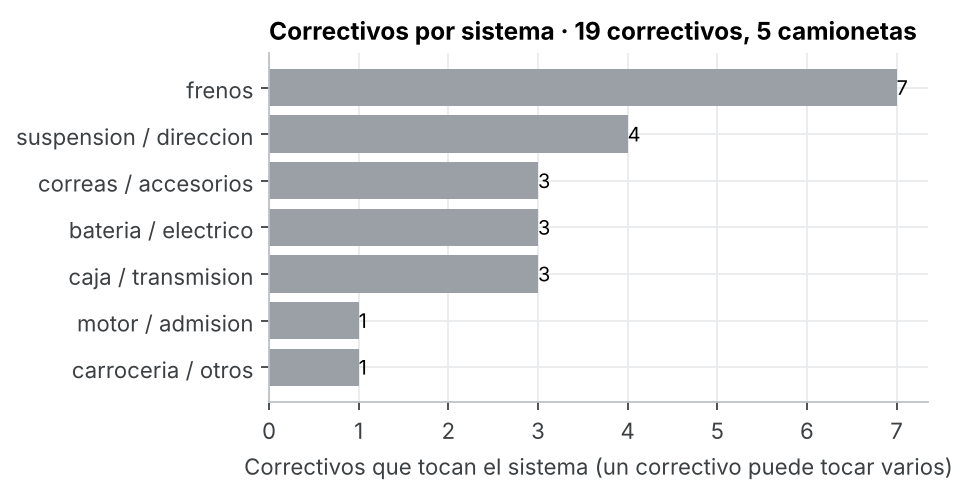 Correctivos por sistema · 19 correctivos, 5 camionetas
frenos 7
suspension / direccion 4
correas / accesorios 3
bateria / electrico 3
caja / transmision 3
motor / admision 1
carroceria / otros 1
0 1 2 3 4 5 6 7
Correctivos que tocan el sistema (un correctivo puede tocar varios)